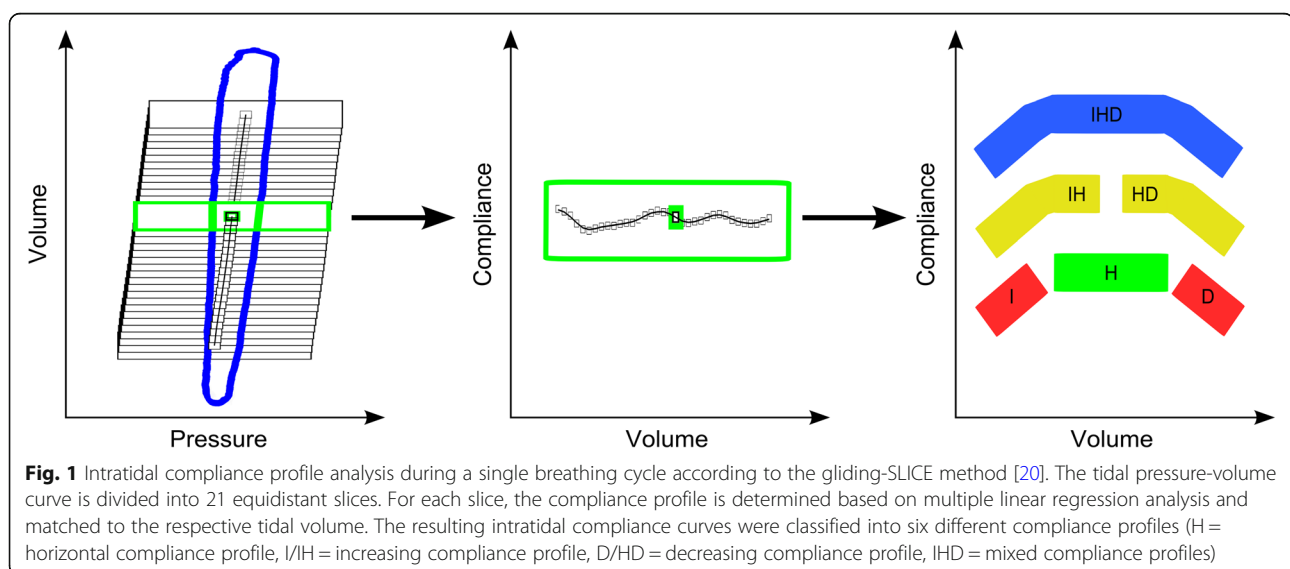 Volume
Pressure
Compliance
Volume
Compliance
IHD
IH
HD
H
I
D
Volume
Fig. 1 Intratidal compliance profile analysis during a single breathing cycle according to the gliding-SLICE method [20]. The tidal pressure-volume
curve is divided into 21 equidistant slices. For each slice, the compliance profile is determined based on multiple linear regression analysis and
matched to the respective tidal volume. The resulting intratidal compliance curves were classified into six different compliance profiles (H =
horizontal compliance profile, I/IH = increasing compliance profile, D/HD = decreasing compliance profile, IHD = mixed compliance profiles)